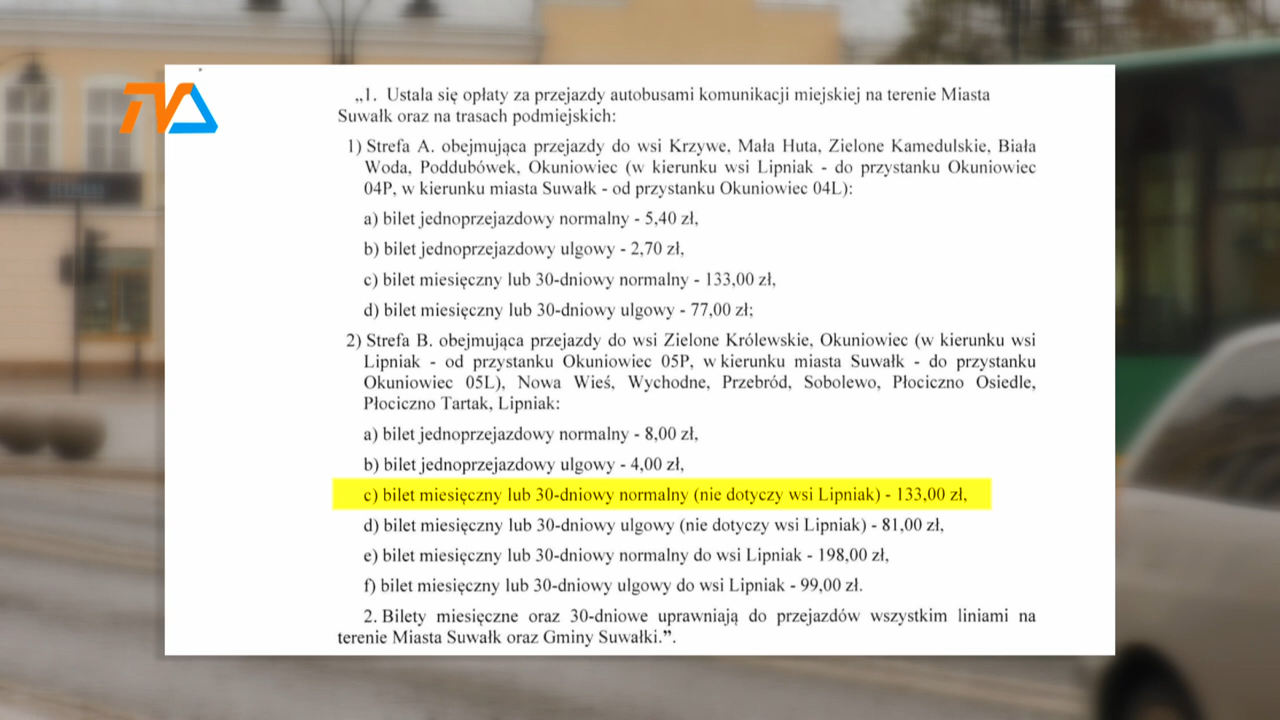 TVA
„1. Ustala się opłaty za przejazdy autobusami komunikacji miejskiej na terenie Miasta
Suwałk oraz na trasach podmiejskich:
1) Strefa A. obejmująca przejazdy do wsi Krzywe, Mała Huta, Zielone Kamedulskie, Biała
Woda, Poddubówek, Okuniowiec (w kierunku wsi Lipniak - do przystanku Okuniowiec
04P, w kierunku miasta Suwałk - od przystanku Okuniowiec 04L):
a) bilet jednoprzejazdowy normalny - 5,40 zł,
b) bilet jednoprzejazdowy ulgowy - 2,70 zł,
c) bilet miesięczny lub 30-dniowy normalny - 133,00 zł,
d) bilet miesięczny lub 30-dniowy ulgowy - 77,00 zł;
2) Strefa B. obejmująca przejazdy do wsi Zielone Królewskie, Okuniowiec (w kierunku wsi
Lipniak - od przystanku Okuniowiec 05P, w kierunku miasta Suwałk - do przystanku
Okuniowiec 05L), Nowa Wieś, Wychodne, Przebród, Sobolewo, Płociczno Osiedle,
Płociczno Tartak, Lipniak:
a) bilet jednoprzejazdowy normalny - 8,00 zł,
b) bilet jednoprzejazdowy ulgowy - 4,00 zł,
c) bilet miesięczny lub 30-dniowy normalny (nie dotyczy wsi Lipniak) - 133,00 zł,
d) bilet miesięczny lub 30-dniowy ulgowy (nie dotyczy wsi Lipniak) - 81,00 zł,
e) bilet miesięczny lub 30-dniowy normalny do wsi Lipniak - 198,00 zł,
f) bilet miesięczny lub 30-dniowy ulgowy do wsi Lipniak - 99,00 zł.
2. Bilety miesięczne oraz 30-dniowe uprawniają do przejazdów wszystkim liniami na
terenie Miasta Suwałk oraz Gminy Suwałki.”.